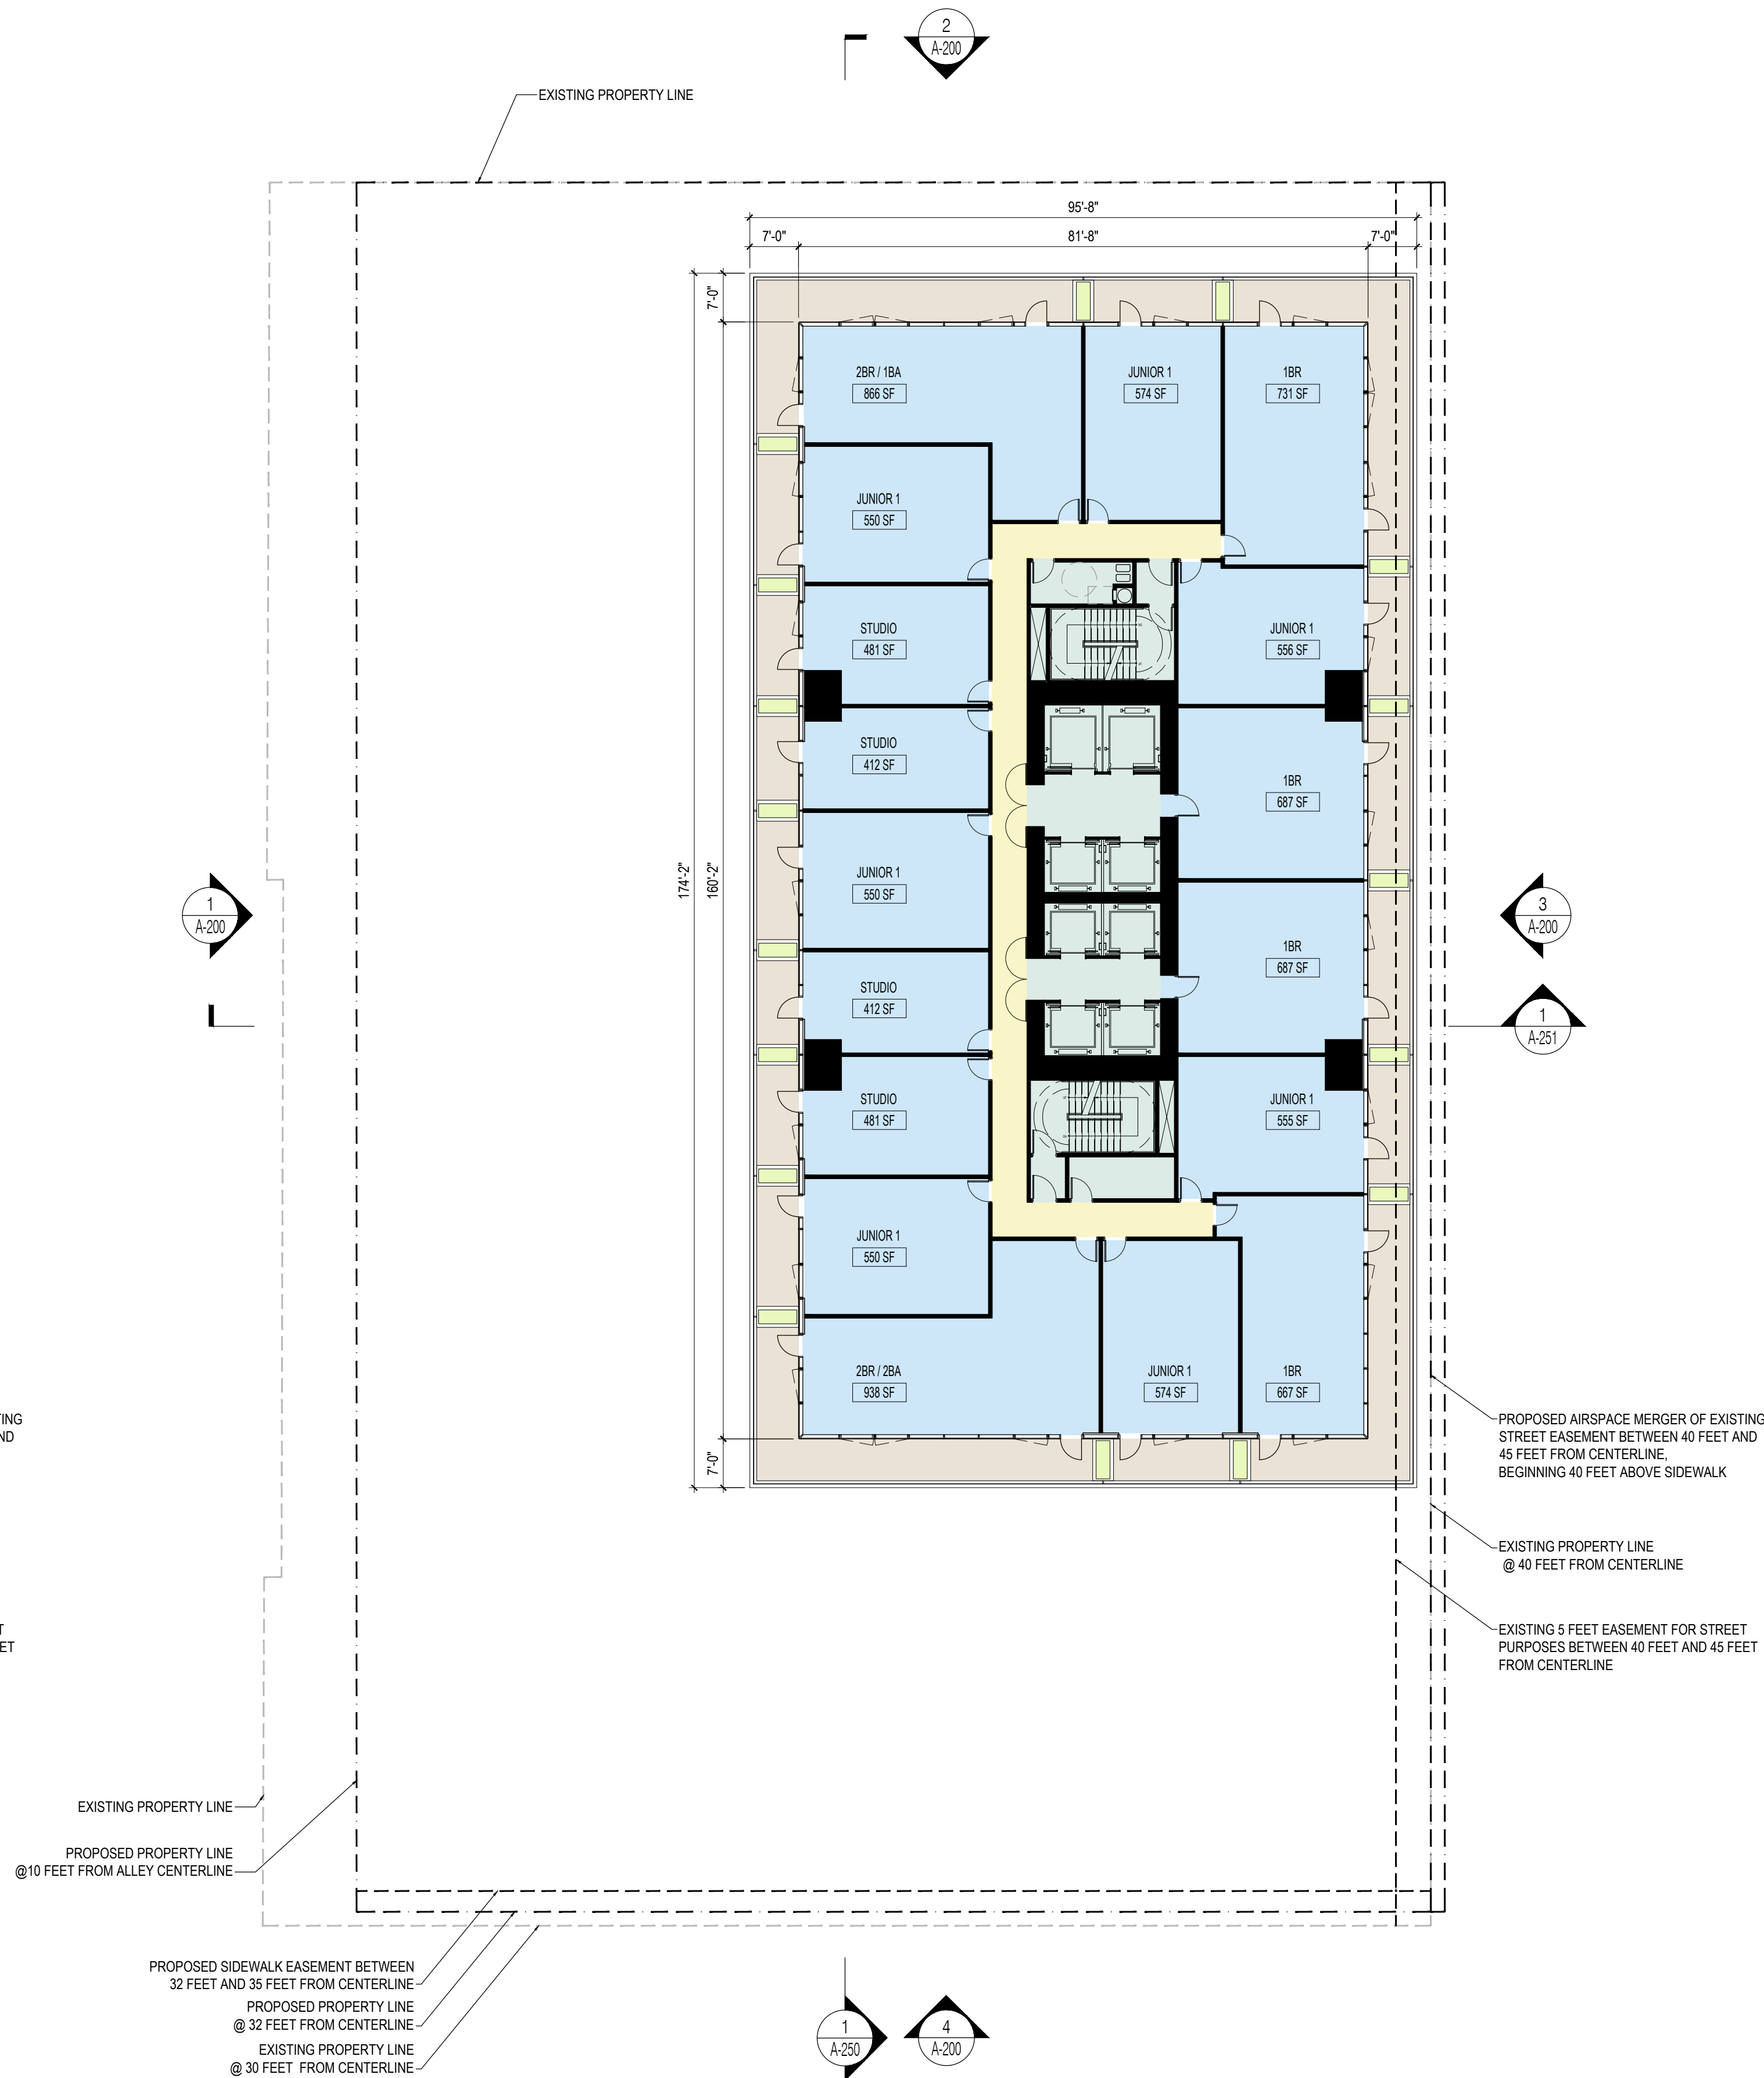 2
A-200
EXISTING PROPERTY LINE
95'-8"
7'-0"
81'-8"
7'-0"
7'-0"
174'-2"
160'-2"
7'-0"
2BR / 1BA
866 SF
JUNIOR 1
574 SF
1BR
731 SF
JUNIOR 1
550 SF
STUDIO
481 SF
JUNIOR 1
556 SF
STUDIO
412 SF
1BR
687 SF
JUNIOR 1
550 SF
1BR
687 SF
STUDIO
412 SF
STUDIO
481 SF
JUNIOR 1
555 SF
JUNIOR 1
550 SF
2BR / 2BA
938 SF
JUNIOR 1
574 SF
1BR
667 SF
1
A-200
3
A-200
1
A-251
TING
ND
T
ET
PROPOSED AIRSPACE MERGER OF EXISTING
STREET EASEMENT BETWEEN 40 FEET AND
45 FEET FROM CENTERLINE,
BEGINNING 40 FEET ABOVE SIDEWALK
EXISTING PROPERTY LINE
@ 40 FEET FROM CENTERLINE
EXISTING 5 FEET EASEMENT FOR STREET
PURPOSES BETWEEN 40 FEET AND 45 FEET
FROM CENTERLINE
EXISTING PROPERTY LINE
PROPOSED PROPERTY LINE
@10 FEET FROM ALLEY CENTERLINE
PROPOSED SIDEWALK EASEMENT BETWEEN
32 FEET AND 35 FEET FROM CENTERLINE
PROPOSED PROPERTY LINE
@ 32 FEET FROM CENTERLINE
EXISTING PROPERTY LINE
@ 30 FEET FROM CENTERLINE
1
A-250
4
A-200